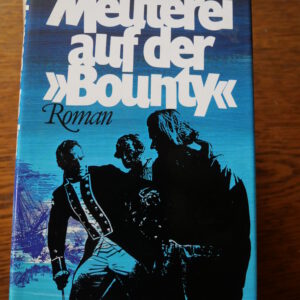 Meuterei
auf der
»Bounty«
Roman